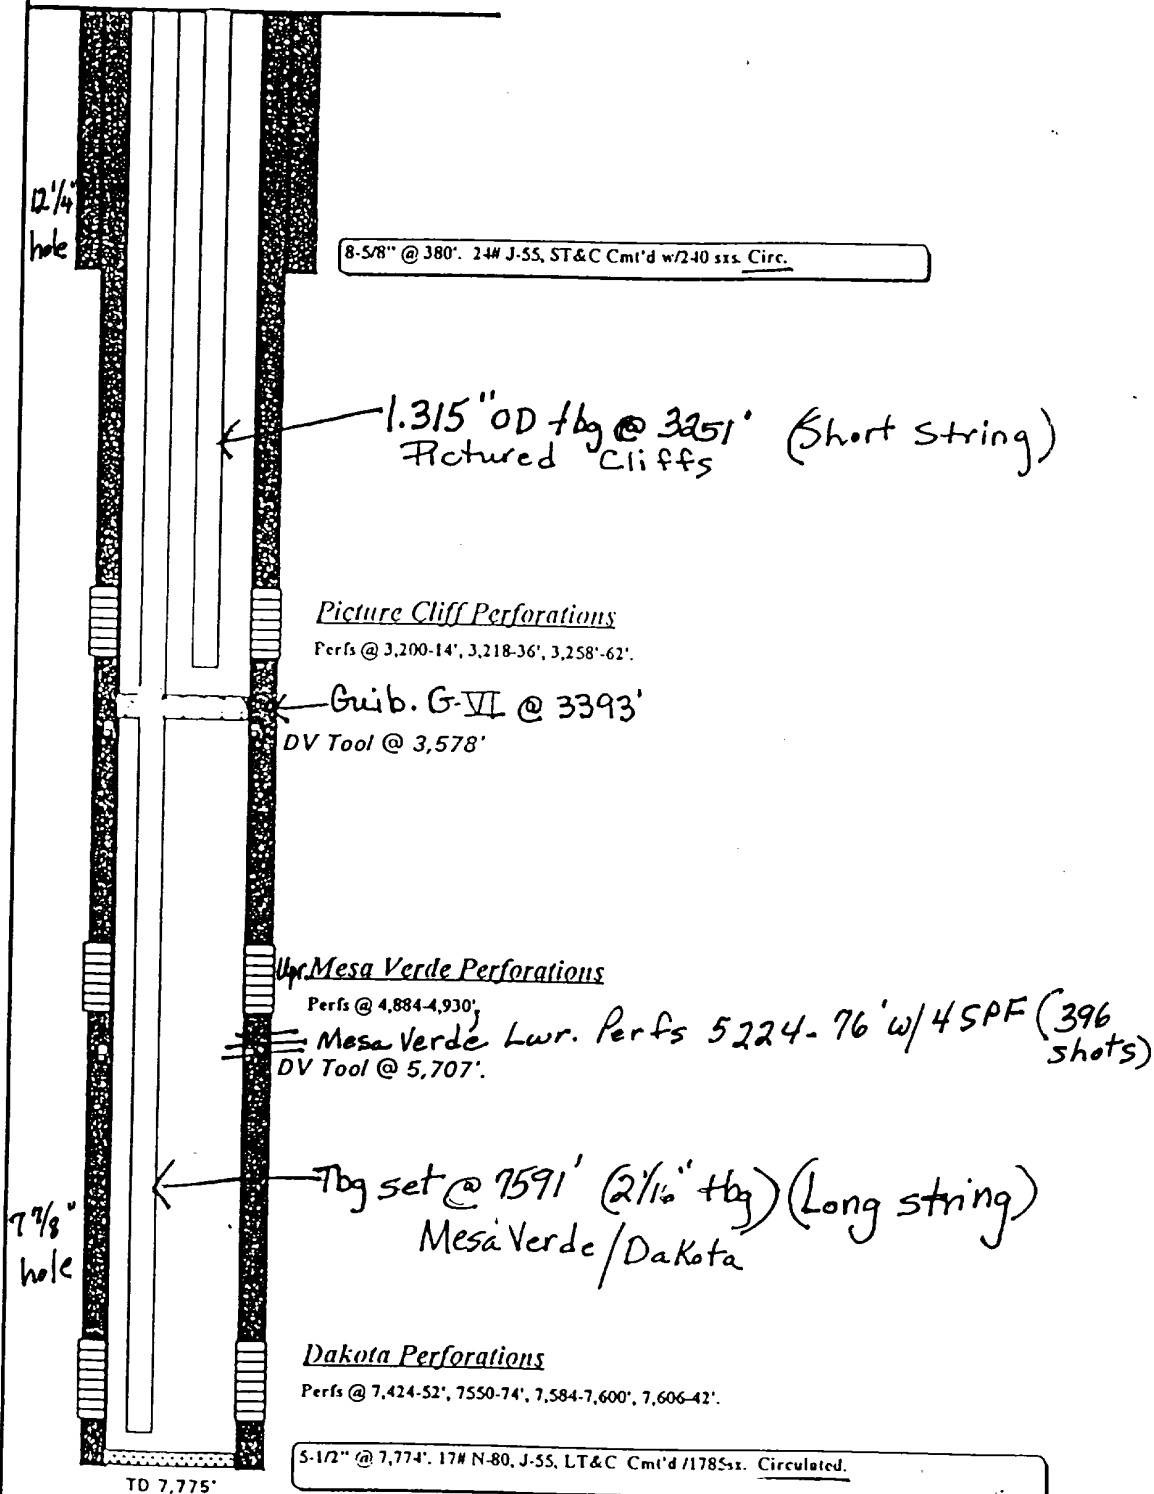 12 1/4"
hole
8-5/8" @ 380'. 24# J-55, ST&C Cmt'd w/240 sxs. Circ.
1.315" OD tbg @ 3251' (Short String)
Pictured Cliffs
Picture Cliff Perforations
Perfs @ 3,200-14', 3,218-36', 3,258'-62'.
Guib. G-VI @ 3393'
DV Tool @ 3,578'
Upr. Mesa Verde Perforations
Perfs @ 4,884-4,930',
Mesa Verde Lwr. Perfs 5224-76' w/ 4 SPF (396
shots)
DV Tool @ 5,707'.
Tbg set @ 7591' (2 1/16" tbg) (Long string)
Mesa Verde/Dakota
7 7/8"
hole
Dakota Perforations
Perfs @ 7,424-52', 7550-74', 7,584-7,600', 7,606-42'.
5-1/2" @ 7,774'. 17# N-80, J-55, LT&C Cmt'd /1785sx. Circulated.
TD 7,775'